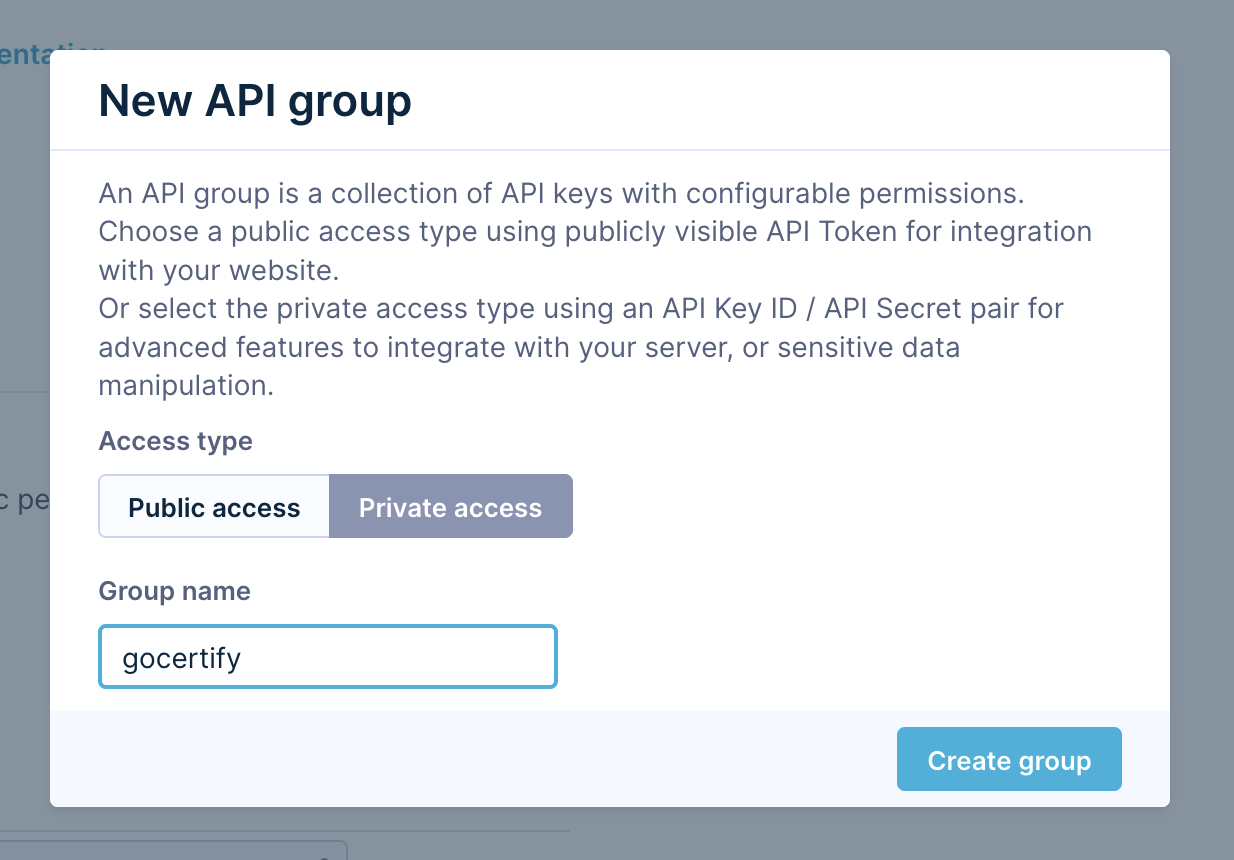 New API group
An API group is a collection of API keys with configurable permissions.
Choose a public access type using publicly visible API Token for integration
with your website.
Or select the private access type using an API Key ID / API Secret pair for
advanced features to integrate with your server, or sensitive data
manipulation.
Access type
Public access Private access
Group name
gocertify
Create group